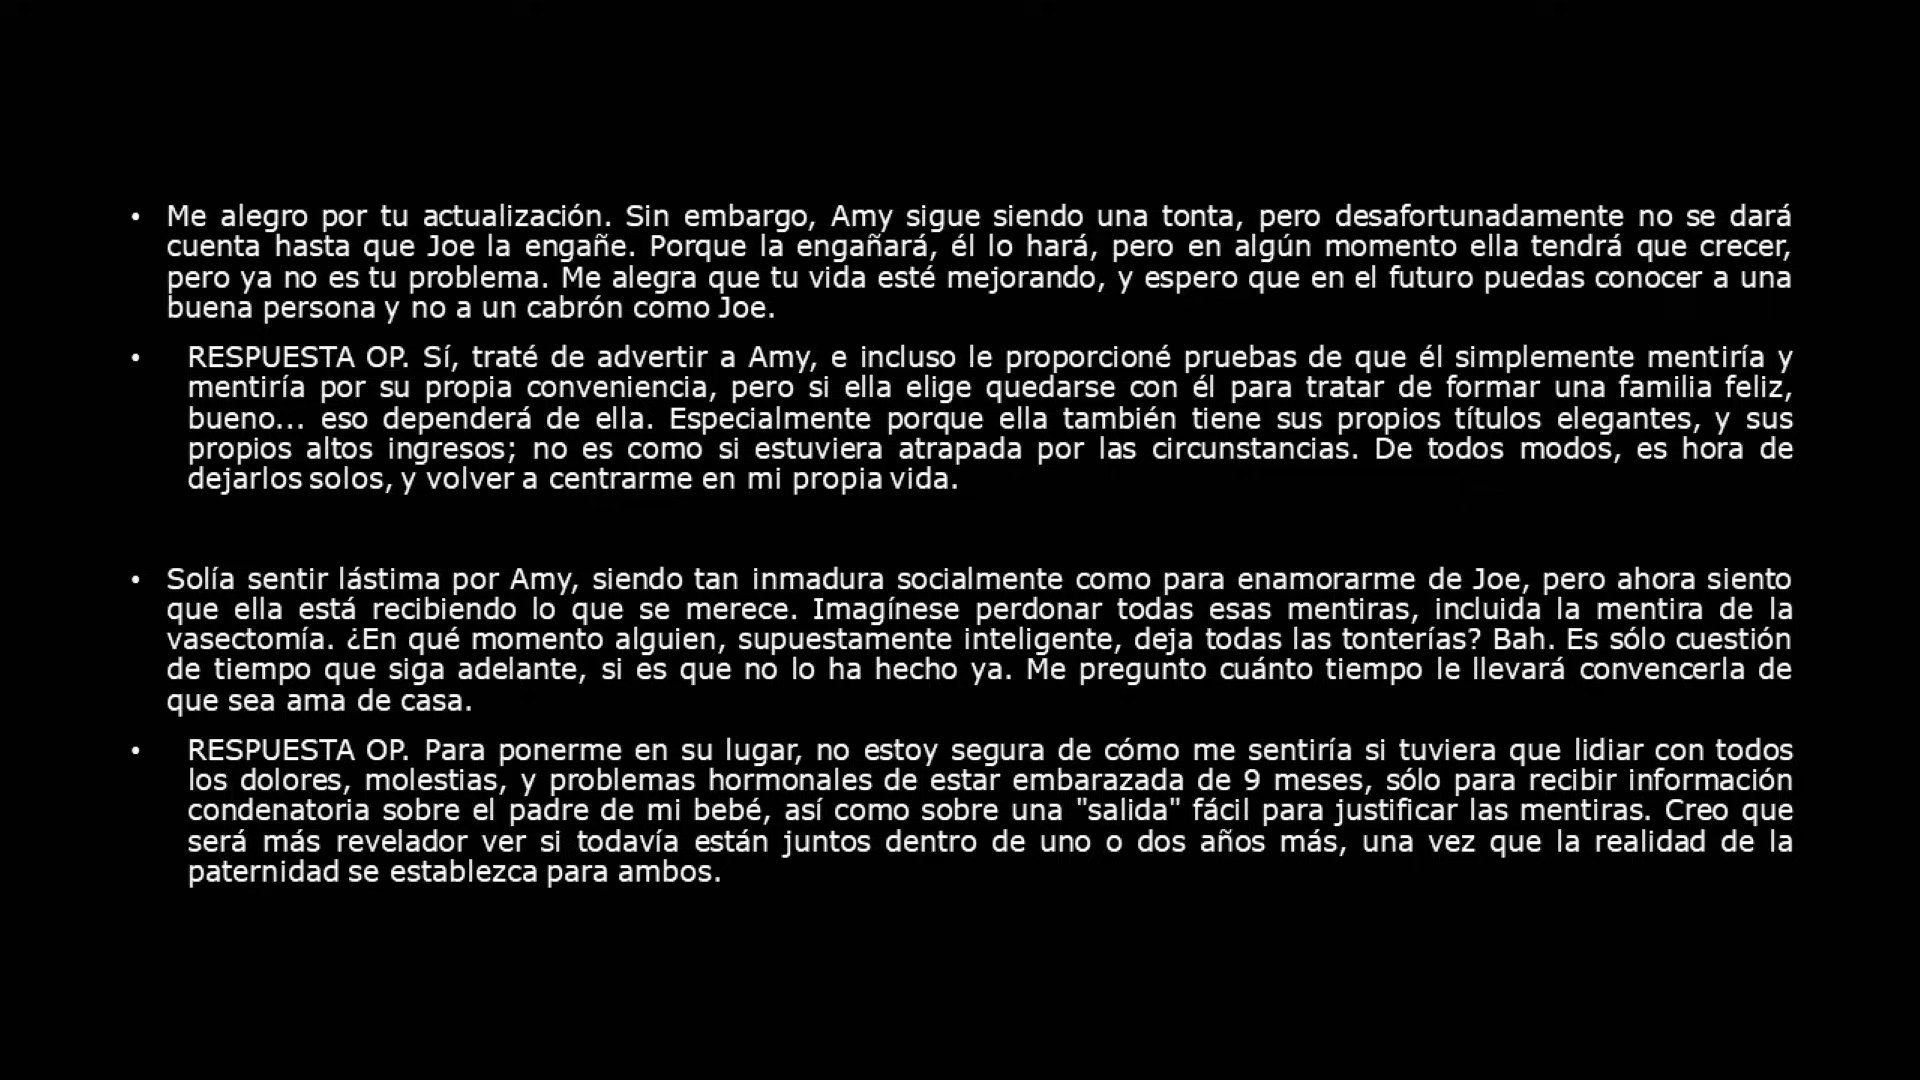 • Me alegro por tu actualización. Sin embargo, Amy sigue siendo una tonta, pero desafortunadamente no se dará
cuenta hasta que Joe la engañe. Porque la engañará, él lo hará, pero en algún momento ella tendrá que crecer,
pero ya no es tu problema. Me alegra que tu vida esté mejorando, y espero que en el futuro puedas conocer a una
buena persona y no a un cabrón como Joe.
• RESPUESTA OP. Sí, traté de advertir a Amy, e incluso le proporcioné pruebas de que él simplemente mentiría y
mentiría por su propia conveniencia, pero si ella elige quedarse con él para tratar de formar una familia feliz,
bueno... eso dependerá de ella. Especialmente porque ella también tiene sus propios títulos elegantes, y sus
propios altos ingresos; no es como si estuviera atrapada por las circunstancias. De todos modos, es hora de
dejarlos solos, y volver a centrarme en mi propia vida.
• Solía sentir lástima por Amy, siendo tan inmadura socialmente como para enamorarme de Joe, pero ahora siento
que ella está recibiendo lo que se merece. Imagínese perdonar todas esas mentiras, incluida la mentira de la
vasectomía. ¿En qué momento alguien, supuestamente inteligente, deja todas las tonterías? Bah. Es sólo cuestión
de tiempo que siga adelante, si es que no lo ha hecho ya. Me pregunto cuánto tiempo le llevará convencerla de
que sea ama de casa.
• RESPUESTA OP. Para ponerme en su lugar, no estoy segura de cómo me sentiría si tuviera que lidiar con todos
los dolores, molestias, y problemas hormonales de estar embarazada de 9 meses, sólo para recibir información
condenatoria sobre el padre de mi bebé, así como sobre una "salida" fácil para justificar las mentiras. Creo que
será más revelador ver si todavía están juntos dentro de uno o dos años más, una vez que la realidad de la
paternidad se establezca para ambos.